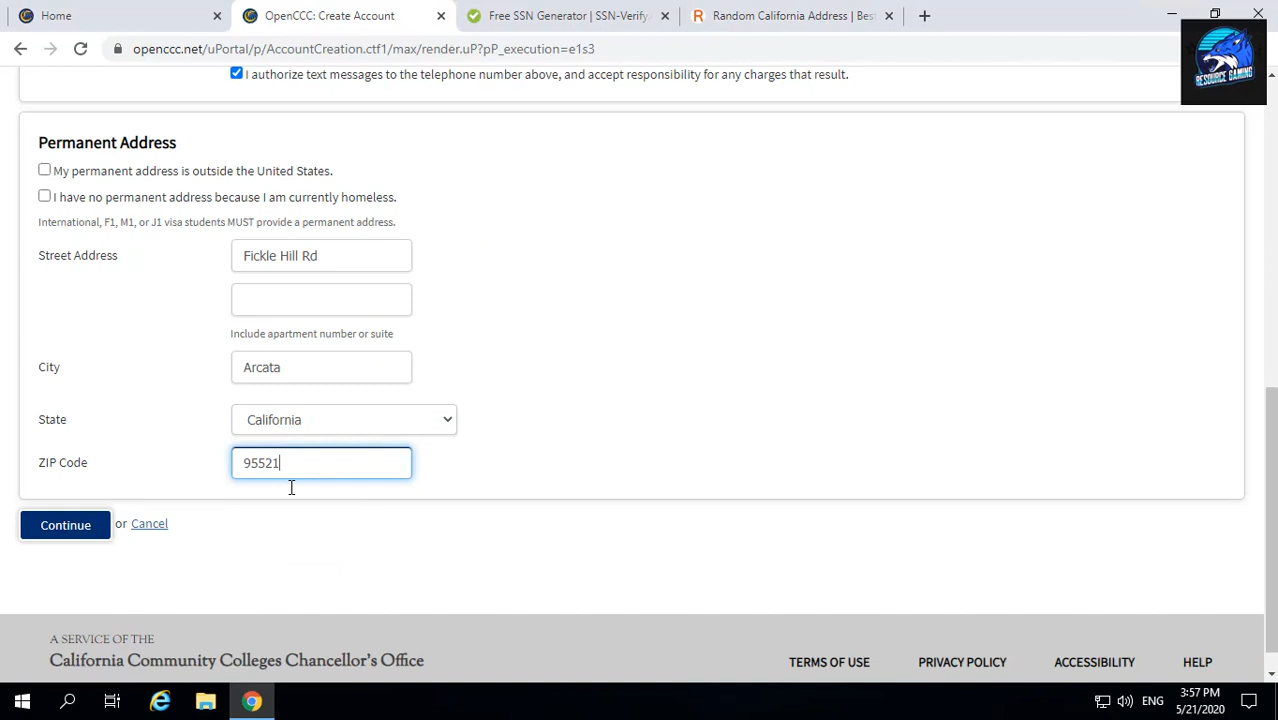 Home
OpenCCC: Create Account
Free SSN Generator | SSN-Verify.
Random California Address | Bes
openccc.net/uPortal/p/AccountCreation.ctf1/max/render.uP?pP_execution=e1s3
RESOURCE GAMING
I authorize text messages to the telephone number above, and accept responsibility for any charges that result.
Permanent Address
My permanent address is outside the United States.
I have no permanent address because I am currently homeless.
International, F1, M1, or J1 visa students MUST provide a permanent address.
Street Address
Fickle Hill Rd
Include apartment number or suite
City
Arcata
State
California
ZIP Code
95521
Continue or Cancel
A SERVICE OF THE
California Community Colleges Chancellor's Office
TERMS OF USE
PRIVACY POLICY
ACCESSIBILITY
HELP
ENG
3:57 PM
5/21/2020